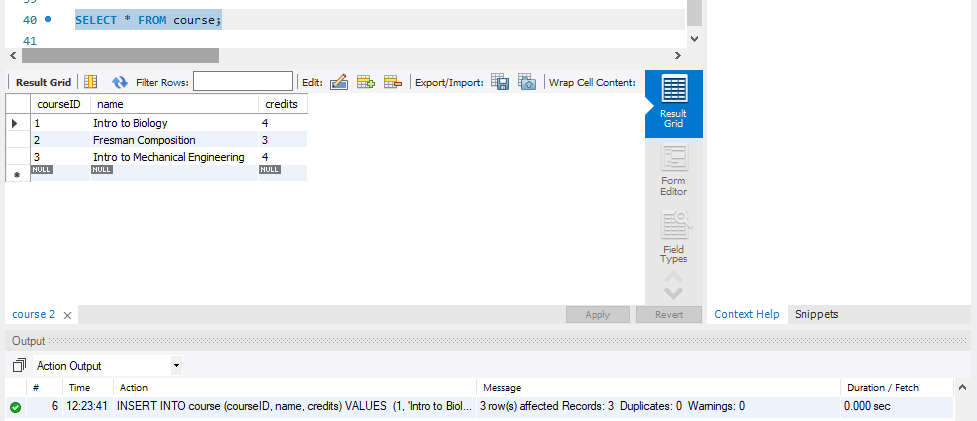 40 SELECT * FROM course;
41
Result Grid Filter Rows: Edit: Export/Import: Wrap Cell Content:
courseID name credits
1 Intro to Biology 4
2 Fresman Composition 3
3 Intro to Mechanical Engineering 4
NULL NULL NULL
Result
Grid
Form
Editor
Field
Types
course 2 Apply Revert Context Help Snippets
Output
Action Output
# Time Action Message Duration / Fetch
6 12:23:41 INSERT INTO course (courseID, name, credits) VALUES (1, 'Intro to Biol... 3 row(s) affected Records: 3 Duplicates: 0 Warnings: 0 0.000 sec